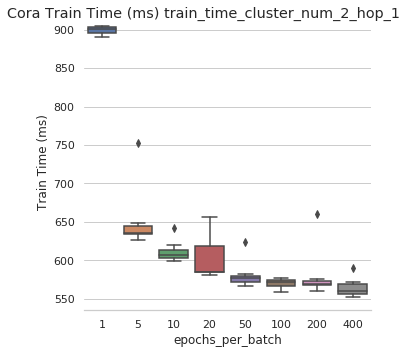 Cora Train Time (ms) train_time_cluster_num_2_hop_1
900
850
800
750
700
650
600
550
Train Time (ms)
1 5 10 20 50 100 200 400
epochs_per_batch